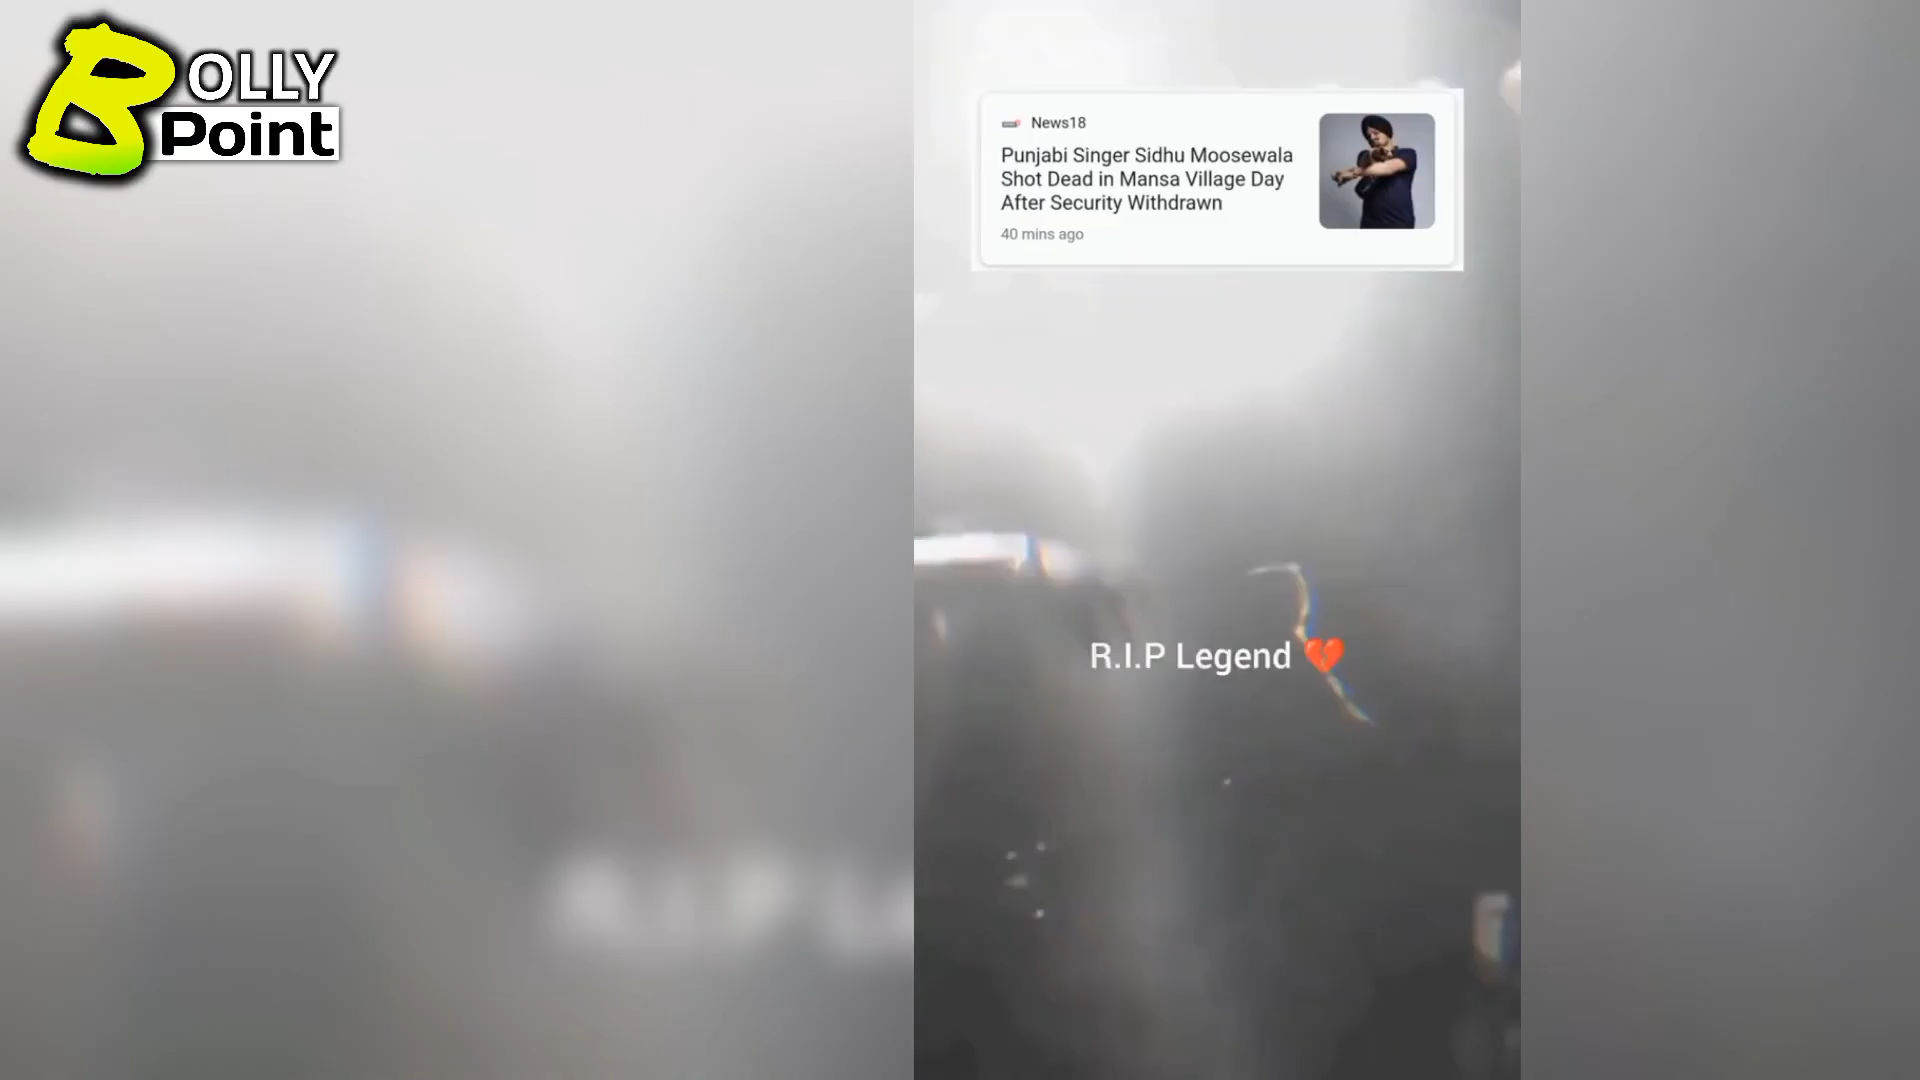 BOLLY
Point
News18
Punjabi Singer Sidhu Moosewala
Shot Dead in Mansa Village Day
After Security Withdrawn
40 mins ago
R.I.P Legend 💔